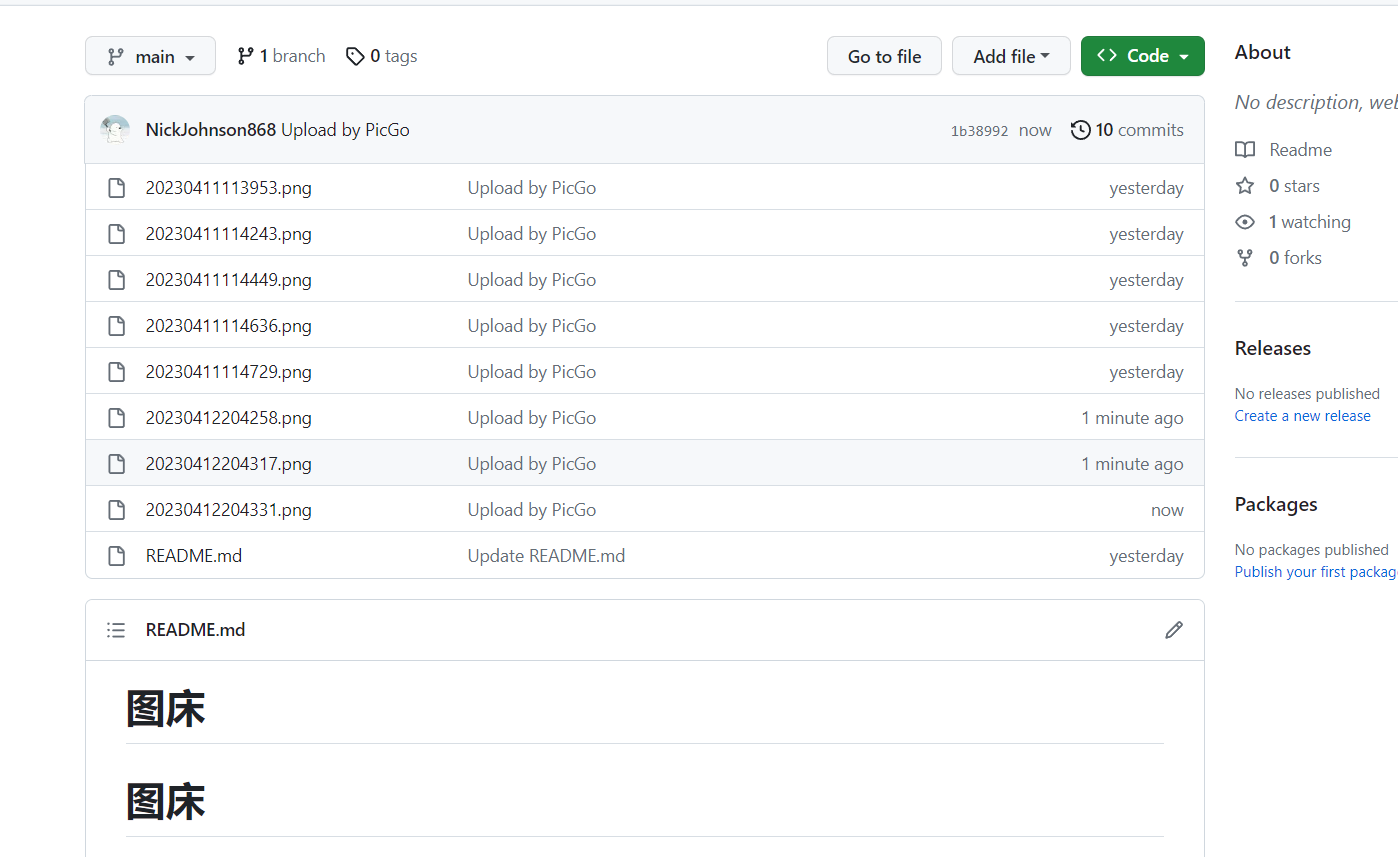 main 1 branch 0 tags Go to file Add file Code
NickJohnson868 Upload by PicGo 1b38992 now 10 commits
20230411113953.png Upload by PicGo yesterday
20230411114243.png Upload by PicGo yesterday
20230411114449.png Upload by PicGo yesterday
20230411114636.png Upload by PicGo yesterday
20230411114729.png Upload by PicGo yesterday
20230412204258.png Upload by PicGo 1 minute ago
20230412204317.png Upload by PicGo 1 minute ago
20230412204331.png Upload by PicGo now
README.md Update README.md yesterday
README.md
图床
图床
About
No description, web
Readme
0 stars
1 watching
0 forks
Releases
No releases published
Create a new release
Packages
No packages published
Publish your first packag